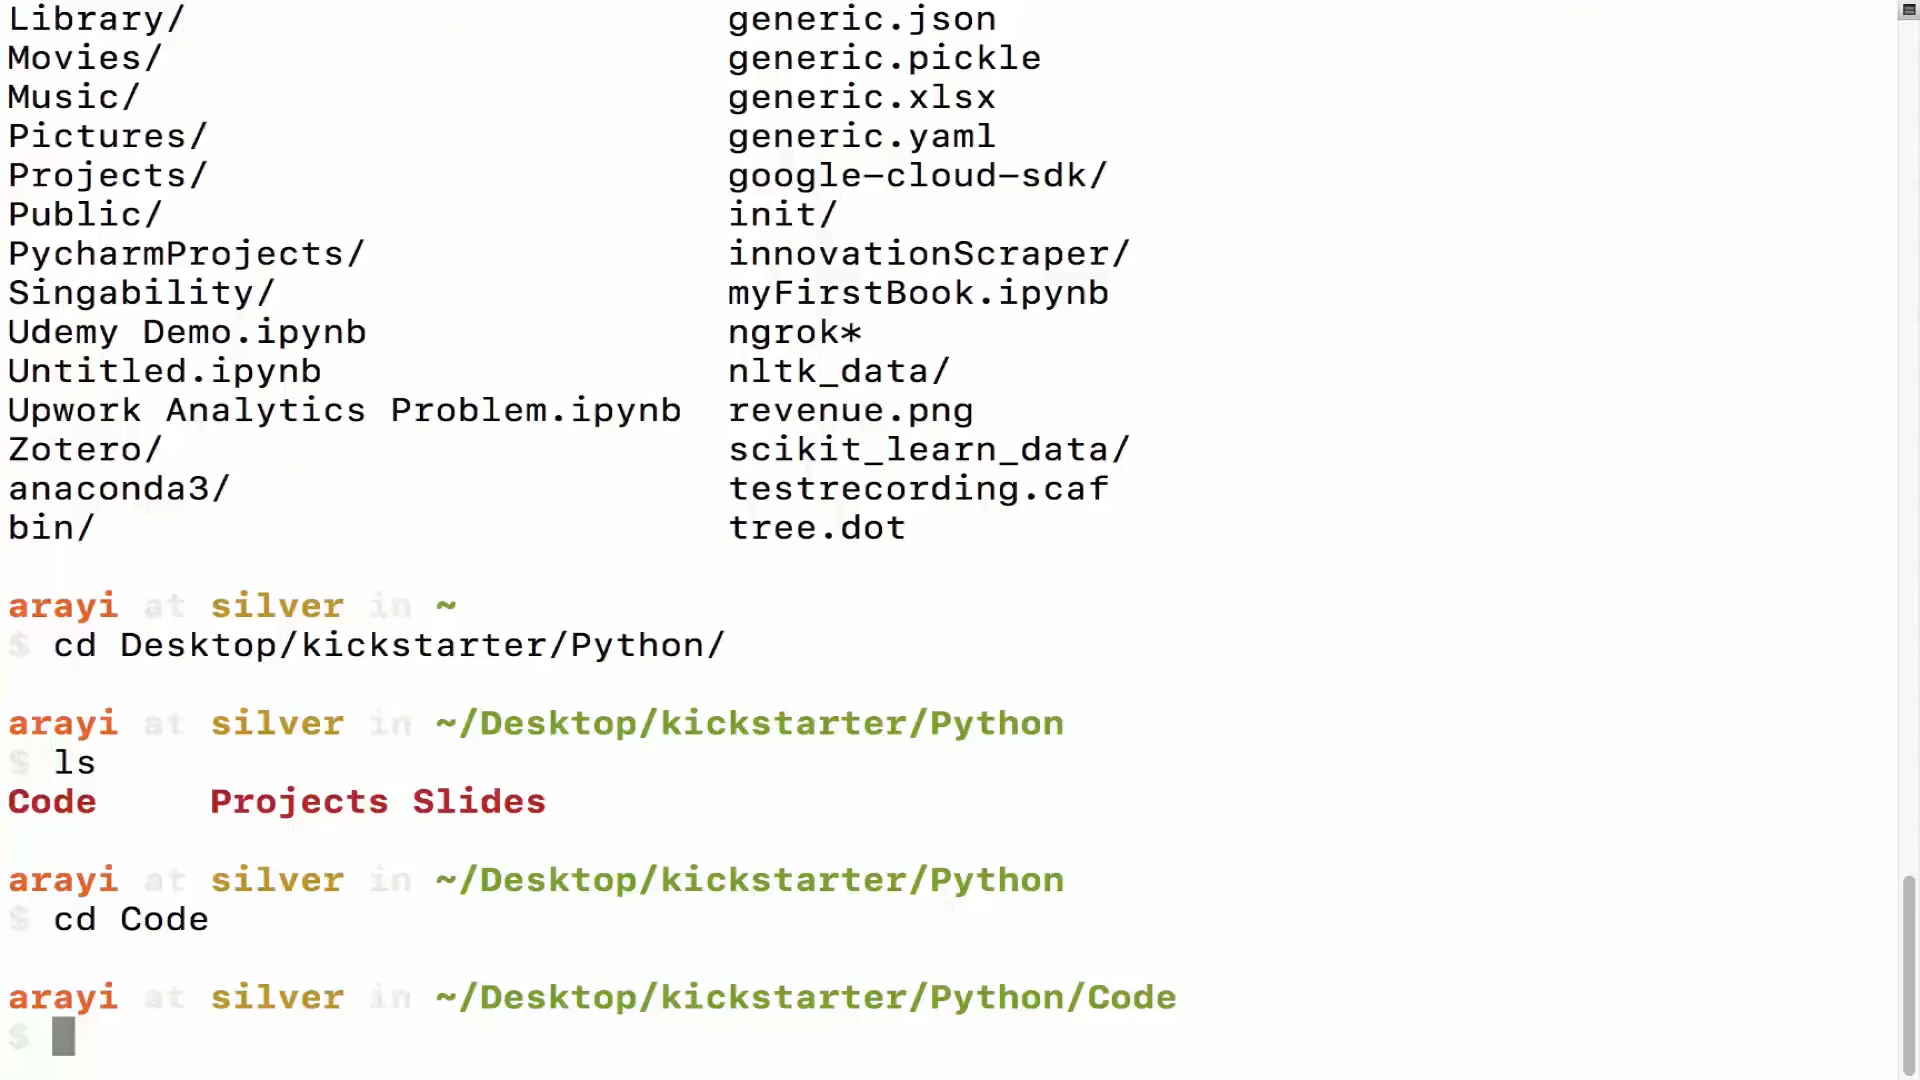 Library/ generic.json
Movies/ generic.pickle
Music/ generic.xlsx
Pictures/ generic.yaml
Projects/ google-cloud-sdk/
Public/ init/
PycharmProjects/ innovationScraper/
Singability/ myFirstBook.ipynb
Udemy Demo.ipynb ngrok*
Untitled.ipynb nltk_data/
Upwork Analytics Problem.ipynb revenue.png
Zotero/ scikit_learn_data/
anaconda3/ testrecording.caf
bin/ tree.dot
arayi at silver in ~
$ cd Desktop/kickstarter/Python/
arayi at silver in ~/Desktop/kickstarter/Python
$ ls
Code Projects Slides
arayi at silver in ~/Desktop/kickstarter/Python
$ cd Code
arayi at silver in ~/Desktop/kickstarter/Python/Code
$